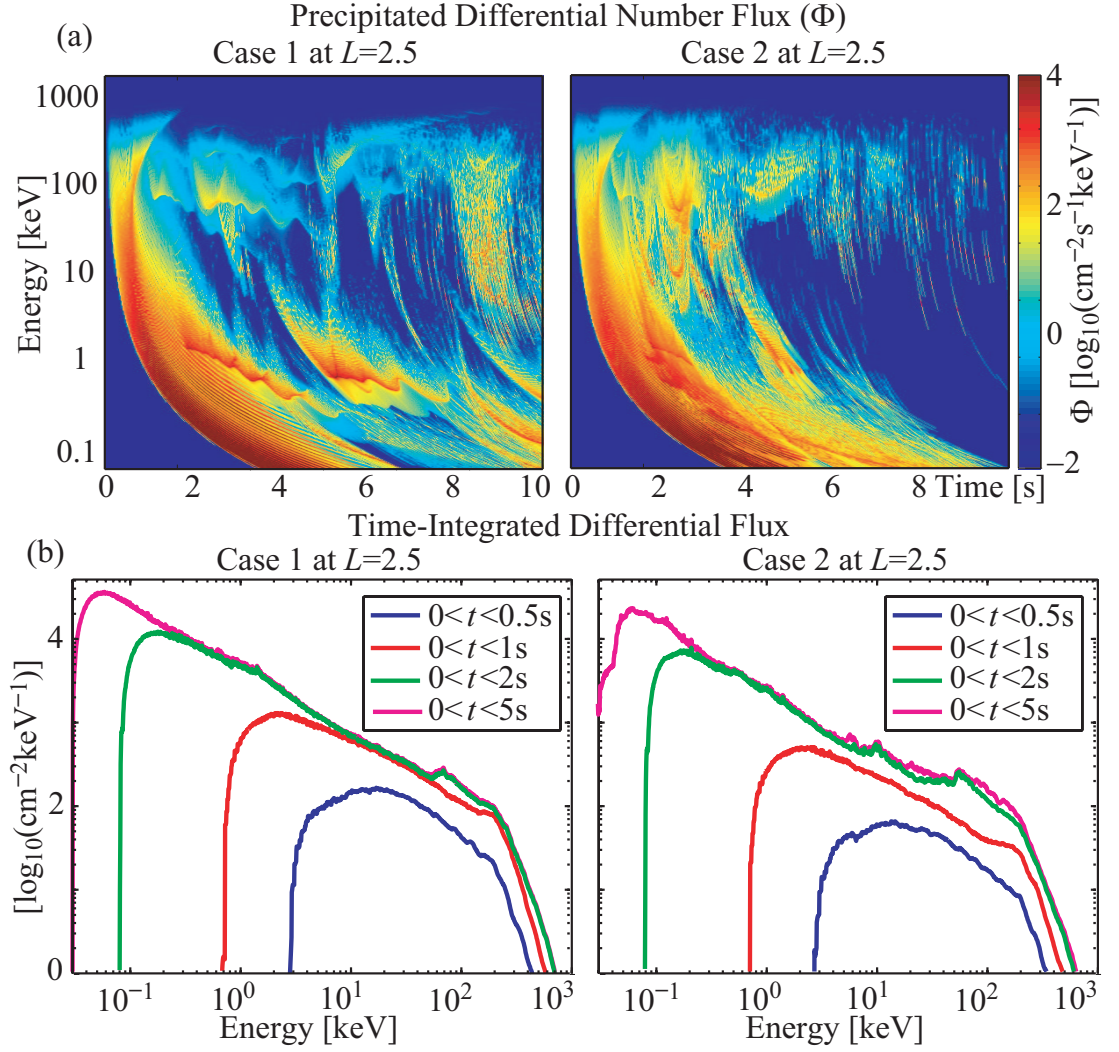 Precipitated Differential Number Flux (Φ)
(a)
Case 1 at L=2.5
Case 2 at L=2.5
Energy [keV]
1000
100
10
1
0.1
0 2 4 6 8 10
0 2 4 6 8 Time [s]
4
2
0
−2
Φ [log10(cm−2s−1keV−1)]
Time-Integrated Differential Flux
(b)
Case 1 at L=2.5
Case 2 at L=2.5
[log10(cm−2keV−1)]
4
2
0
0<t<0.5s
0<t<1s
0<t<2s
0<t<5s
10−1 100 101 102 103
Energy [keV]
4
2
0
0<t<0.5s
0<t<1s
0<t<2s
0<t<5s
10−1 100 101 102 103
Energy [keV]